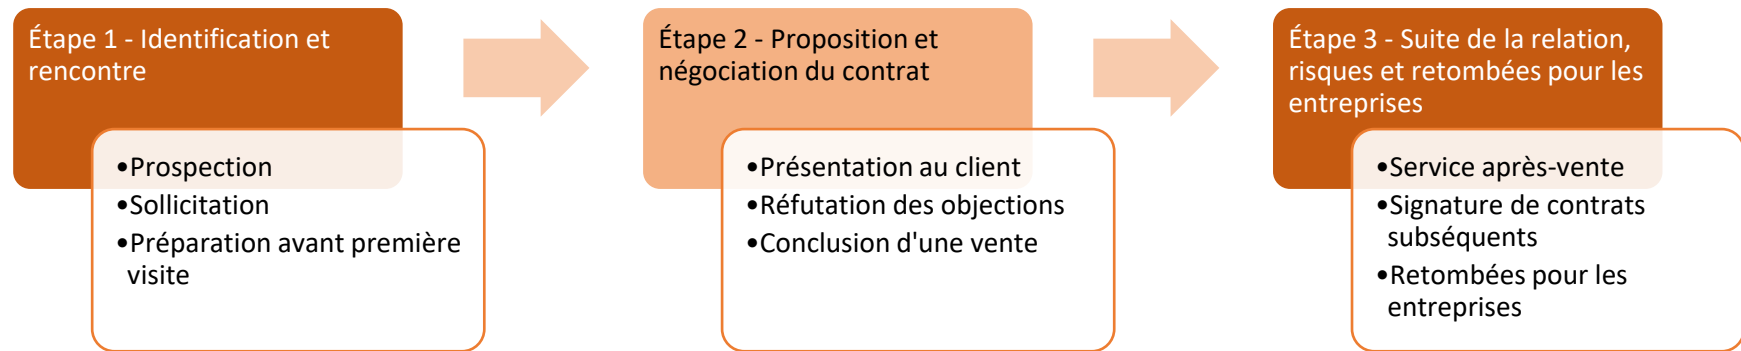 Étape 1 - Identification et
rencontre
•Prospection
•Sollicitation
•Préparation avant première
visite
Étape 2 - Proposition et
négociation du contrat
•Présentation au client
•Réfutation des objections
•Conclusion d'une vente
Étape 3 - Suite de la relation,
risques et retombées pour les
entreprises
•Service après-vente
•Signature de contrats
subséquents
•Retombées pour les
entreprises